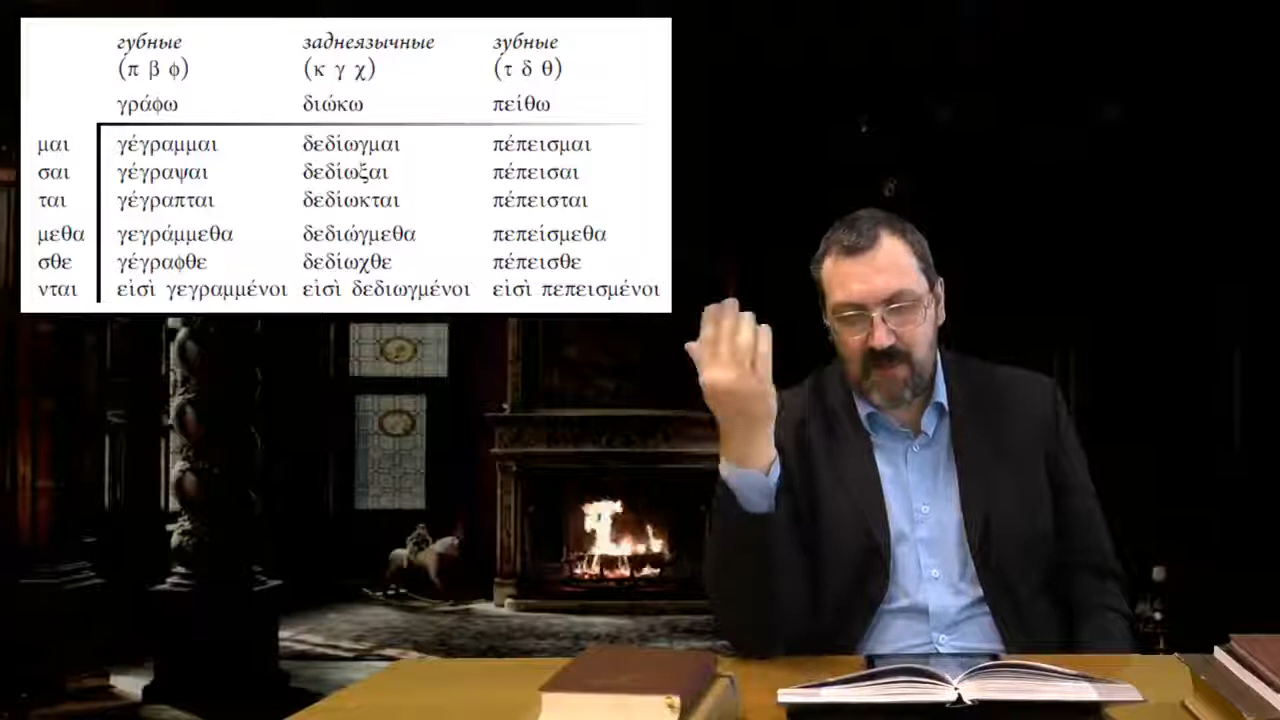 губные заднеязычные зубные
(π β φ) (κ γ χ) (τ δ θ)
γράφω διώκω πείθω
μαι γέγραμμαι δεδίωγμαι πέπεισμαι
σαι γέγραψαι δεδίωξαι πέπεισαι
ται γέγραπται δεδίωκται πέπεισται
μεθα γεγράμμεθα δεδιώγμεθα πεπείσμεθα
σθε γέγραφθε δεδίωχθε πέπεισθε
νται εἰσὶ γεγραμμένοι εἰσὶ δεδιωγμένοι εἰσὶ πεπεισμένοι